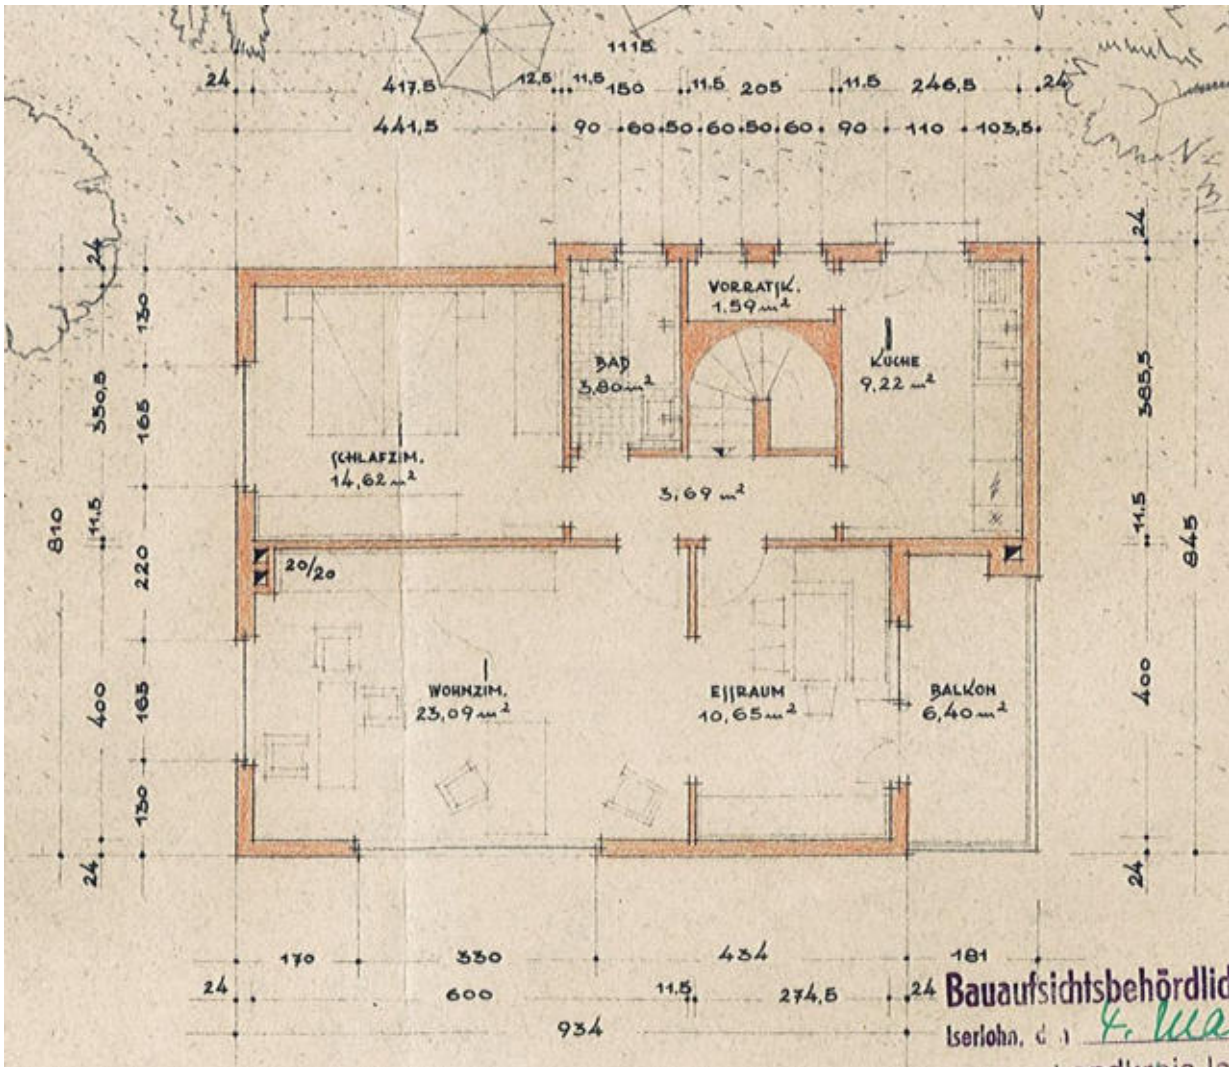 1115
24 417,5 12,5 11,5 150 11,5 205 11,5 246,5 24
441,5 90 60 50 60 50 60 90 110 103,5
24
24
130
VORRATSK.
1.59 m²
350,5
165
BAD
3,80 m²
KÜCHE
9,22 m²
385,5
SCHLAFZIM.
14,62 m²
3,69 m²
810
11.5
11.5
845
220
20/20
400
165
WOHNZIM.
23,09 m²
ESSRAUM
10,65 m²
BALKON
6,40 m²
400
130
24
24
170 330 434 181
24 600 11.5 274,5 24
934
Bauaufsichtsbehördlic
Iserlohn, d
4. Ma